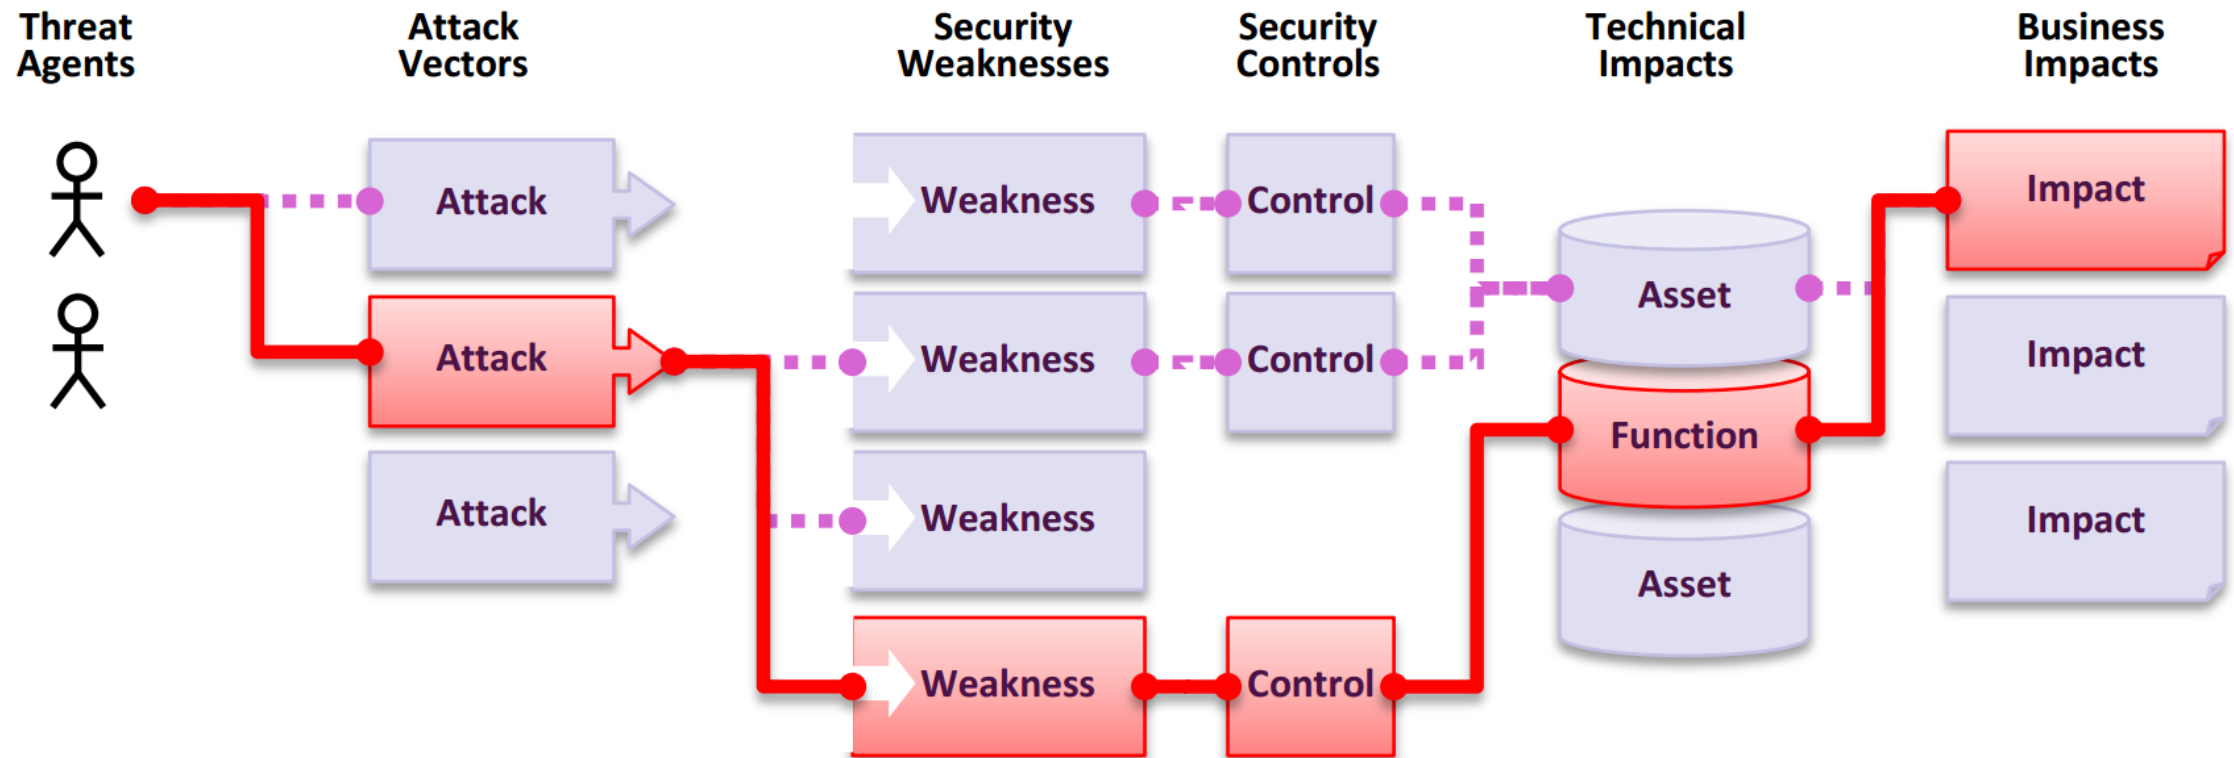 Threat
Agents
Attack
Vectors
Security
Weaknesses
Security
Controls
Technical
Impacts
Business
Impacts
Attack
Weakness
Control
Impact
Asset
Attack
Weakness
Control
Impact
Function
Attack
Weakness
Impact
Asset
Weakness
Control